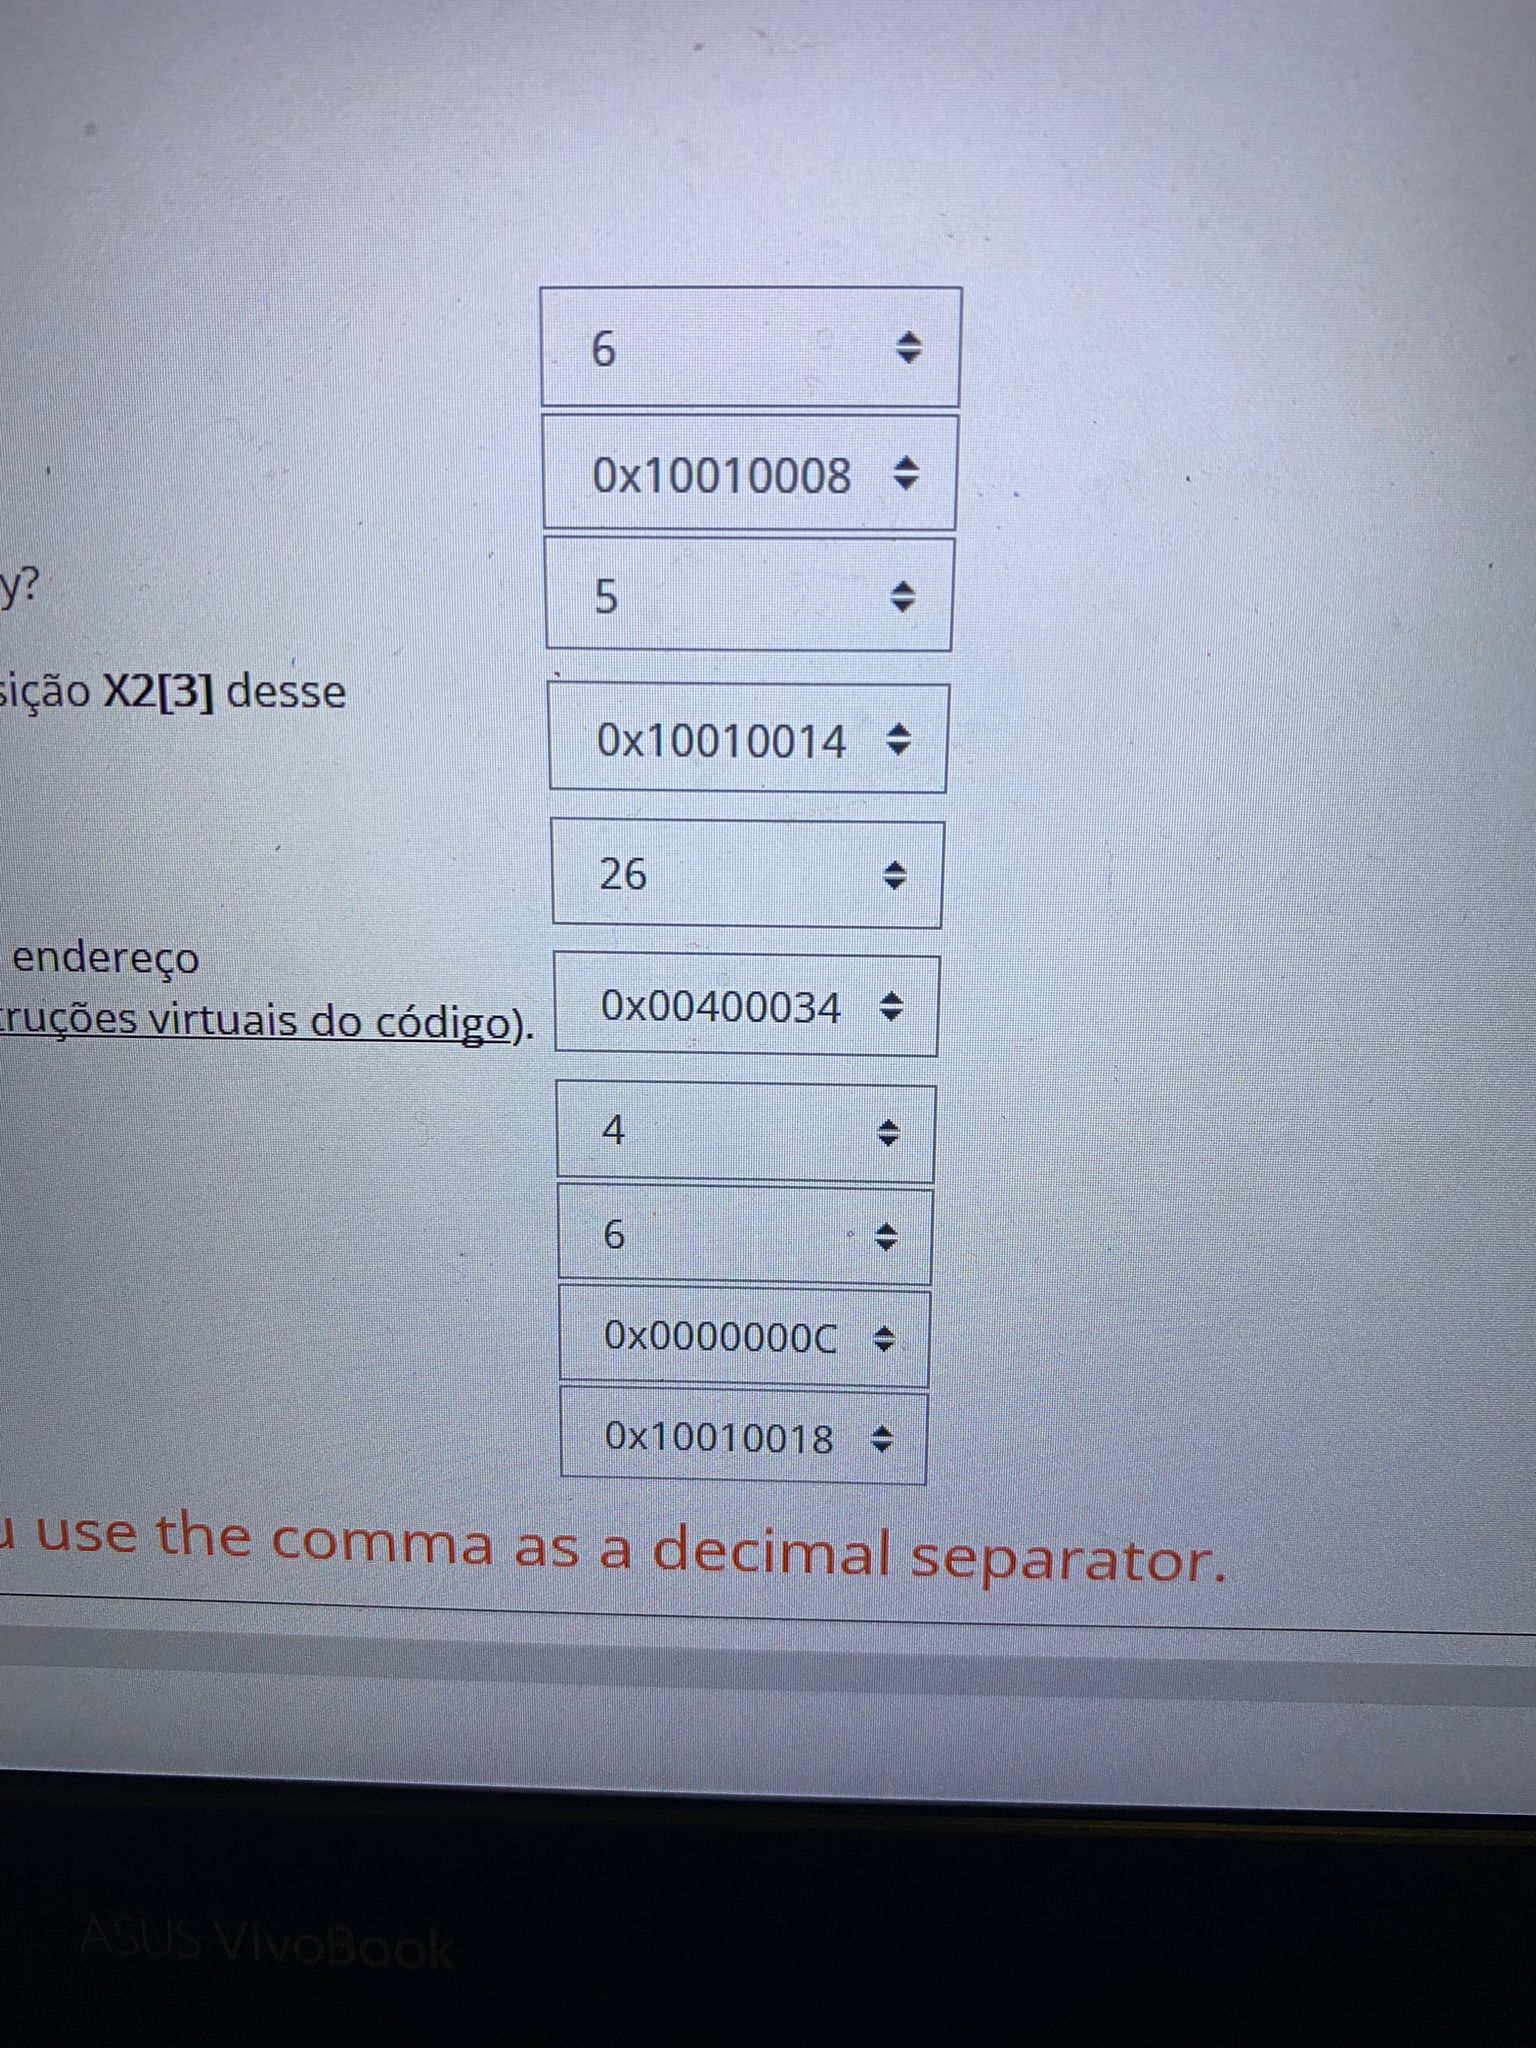 6
0x10010008
y?
5
sição X2[3] desse
0x10010014
26
endereço
0x00400034
truções virtuais do código).
4
6
0x0000000C
0x10010018
u use the comma as a decimal separator.
ASUS VivoBook